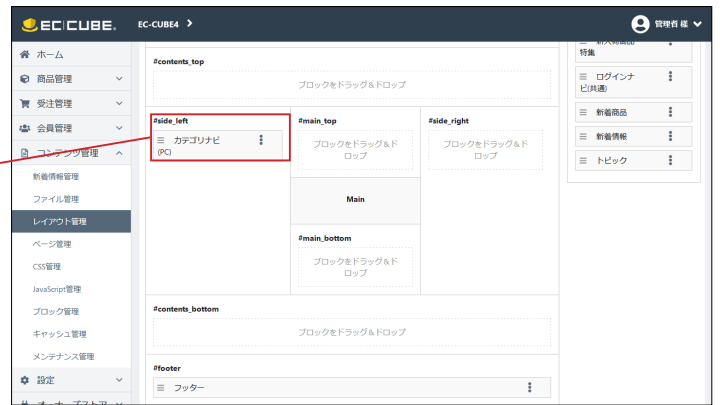 EC CUBE.
EC-CUBE4
管理者 様
ホーム
商品管理
受注管理
会員管理
コンテンツ管理
新着情報管理
ファイル管理
レイアウト管理
ページ管理
CSS管理
JavaScript管理
ブロック管理
キャッシュ管理
メンテナンス管理
設定
オーナーズストア
#contents_top
ブロックをドラッグ&ドロップ
#side_left
カテゴリナビ
(PC)
#main_top
ブロックをドラッグ&ド
ロップ
Main
#main_bottom
ブロックをドラッグ&ド
ロップ
#side_right
ブロックをドラッグ&ド
ロップ
#contents_bottom
ブロックをドラッグ&ドロップ
#footer
フッター
特集
ログインナ
ビ(共通)
新着商品
新着情報
トピック